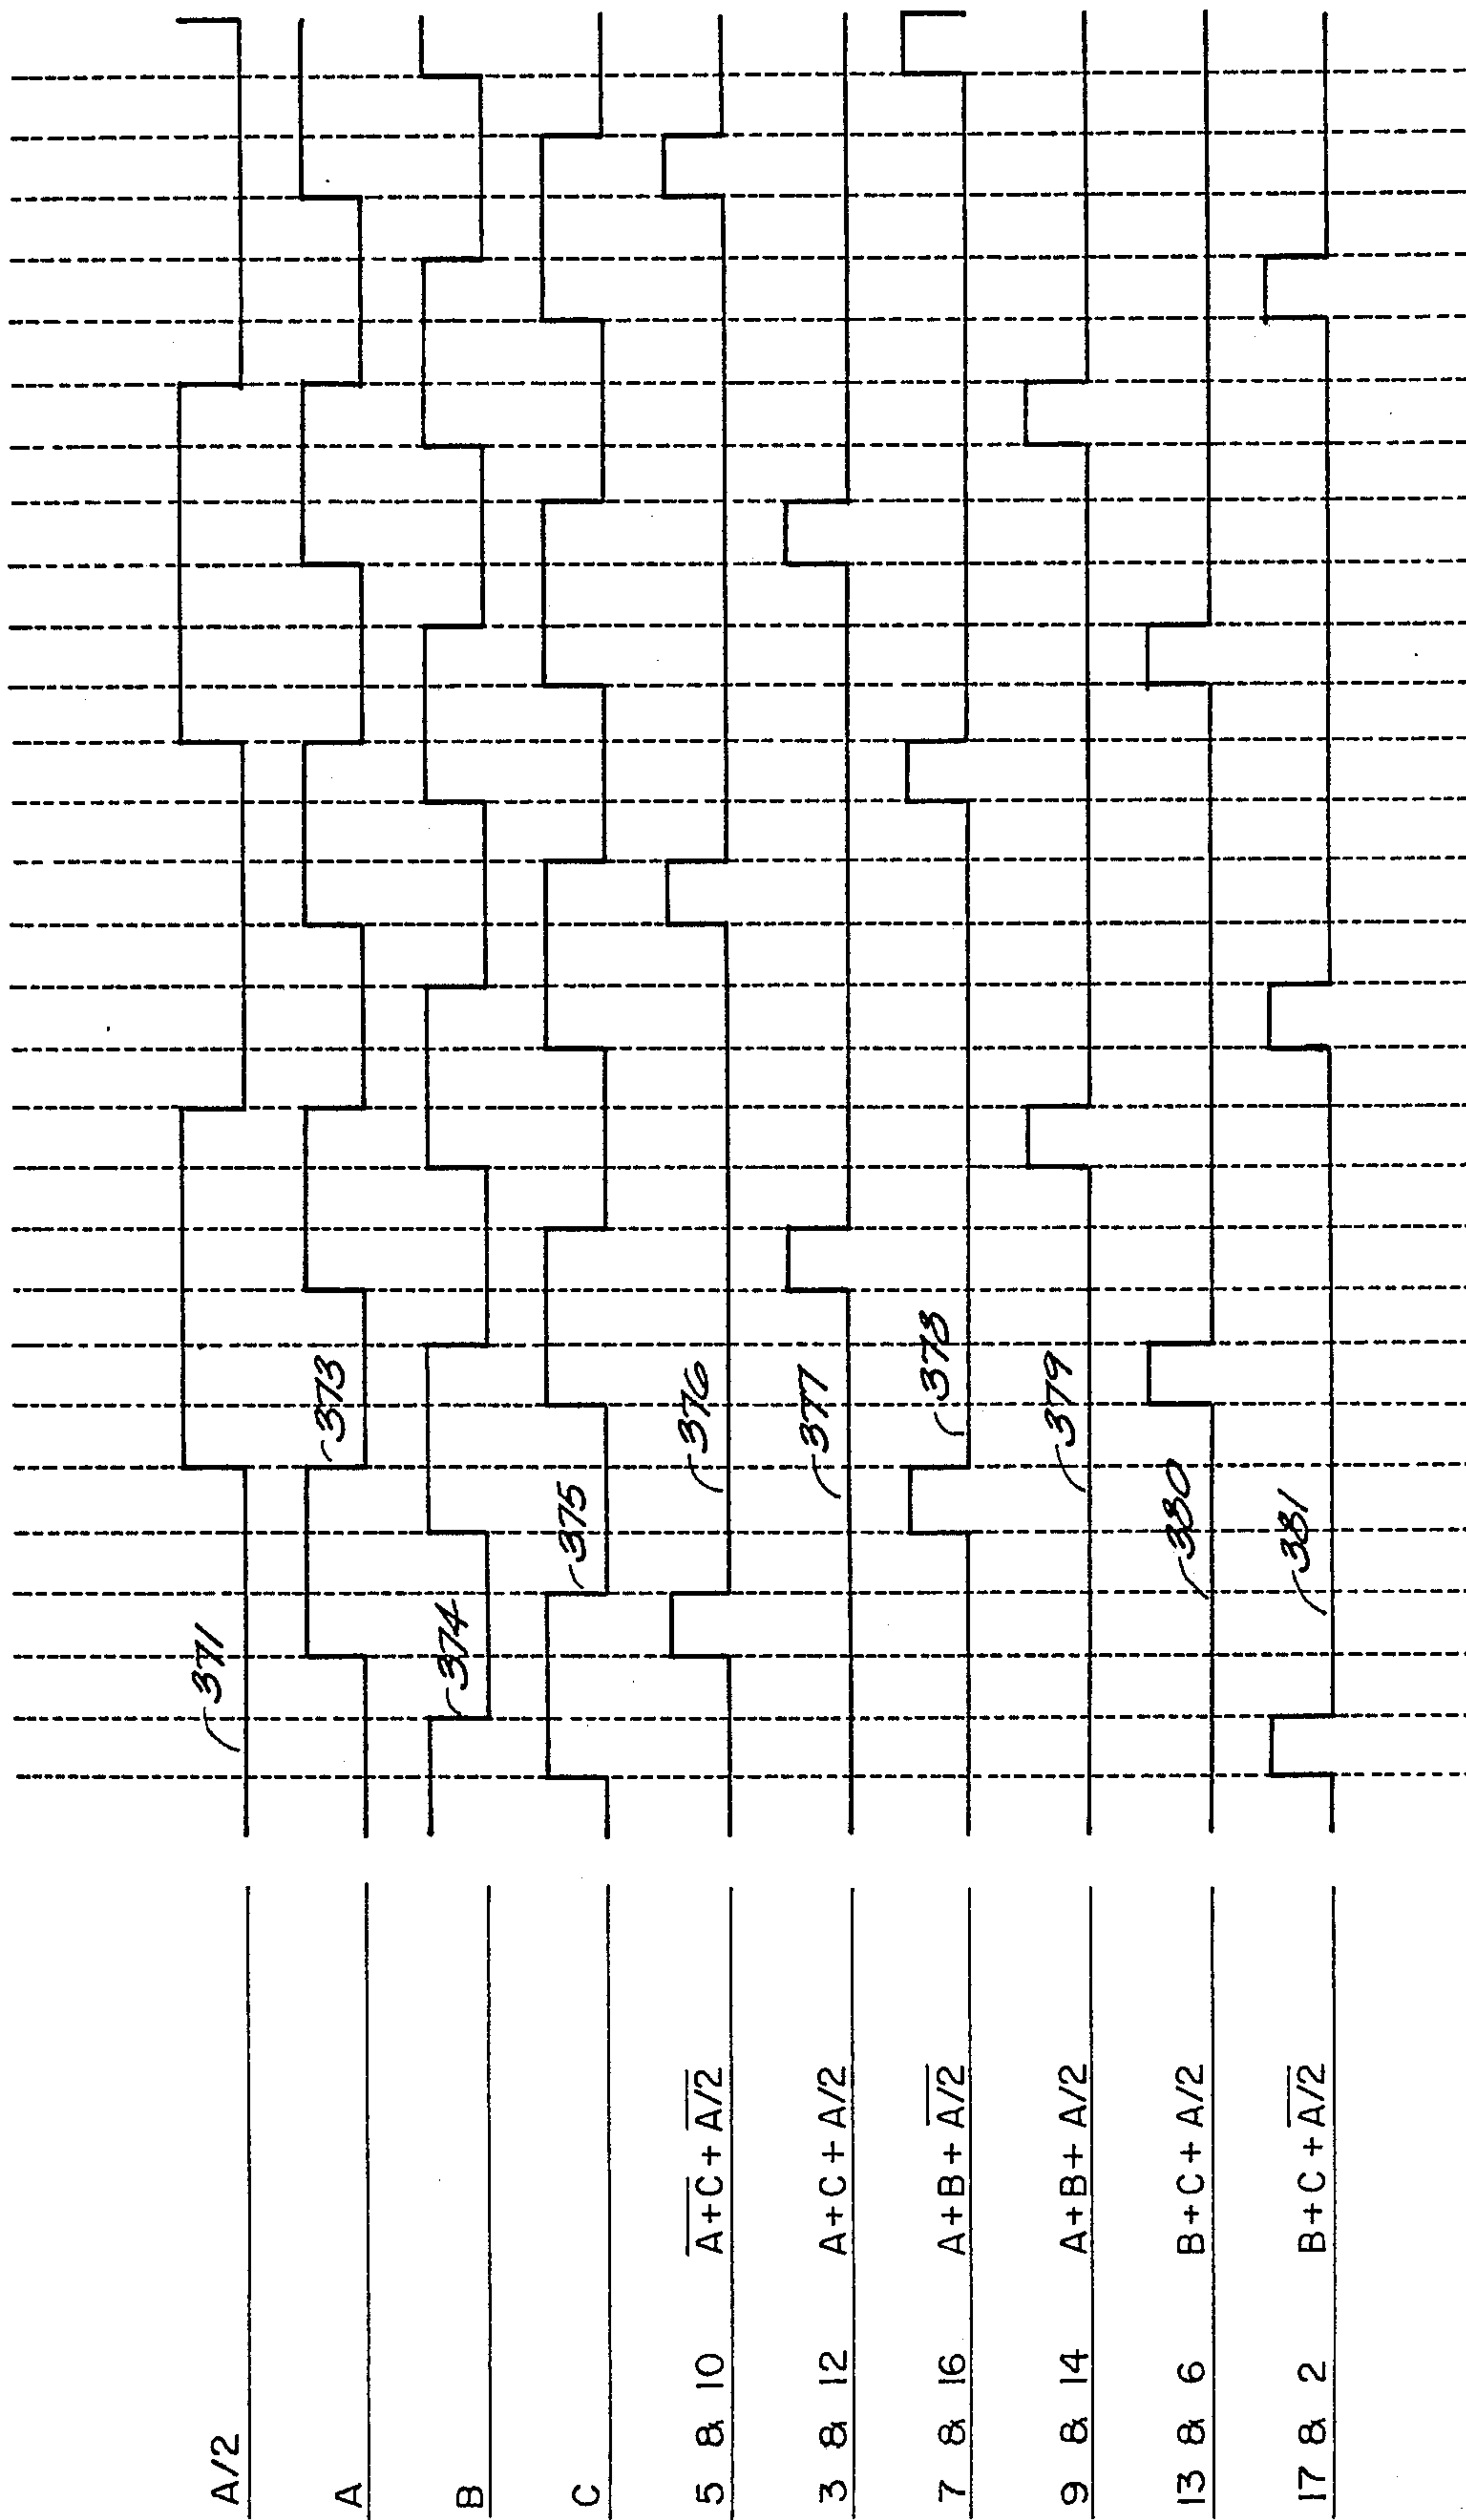 A/2 371
A 373
B 374
C 375
5 & 10 A̅+̅C̅ + A̅/̅2̅ 376
3 & 12 A+C + A/2 377
7 & 16 A+B+ A̅/̅2̅ 378
9 & 14 A+B+ A/2 379
13 & 6 B+C + A/2 380
17 & 2 B+C + A̅/̅2̅ 381